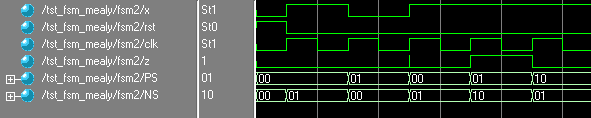 /tst_fsm_mealy/fsm2/x St1
/tst_fsm_mealy/fsm2/rst St0
/tst_fsm_mealy/fsm2/clk St1
/tst_fsm_mealy/fsm2/z 1
/tst_fsm_mealy/fsm2/PS 01 00 01 00 01 10
/tst_fsm_mealy/fsm2/NS 10 00 01 00 01 10 01